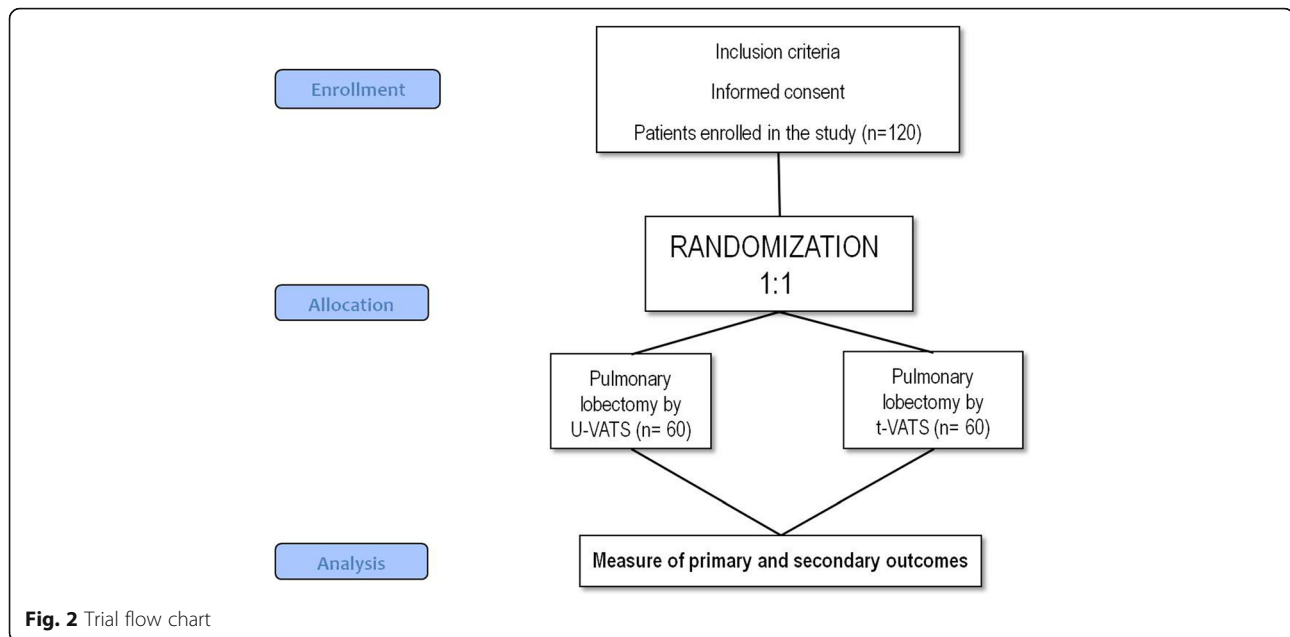 Enrollment
Inclusion criteria
Informed consent
Patients enrolled in the study (n=120)
Allocation
RANDOMIZATION
1:1
Pulmonary
lobectomy by
U-VATS (n= 60)
Pulmonary
lobectomy by
t-VATS (n= 60)
Analysis
Measure of primary and secondary outcomes
Fig. 2 Trial flow chart